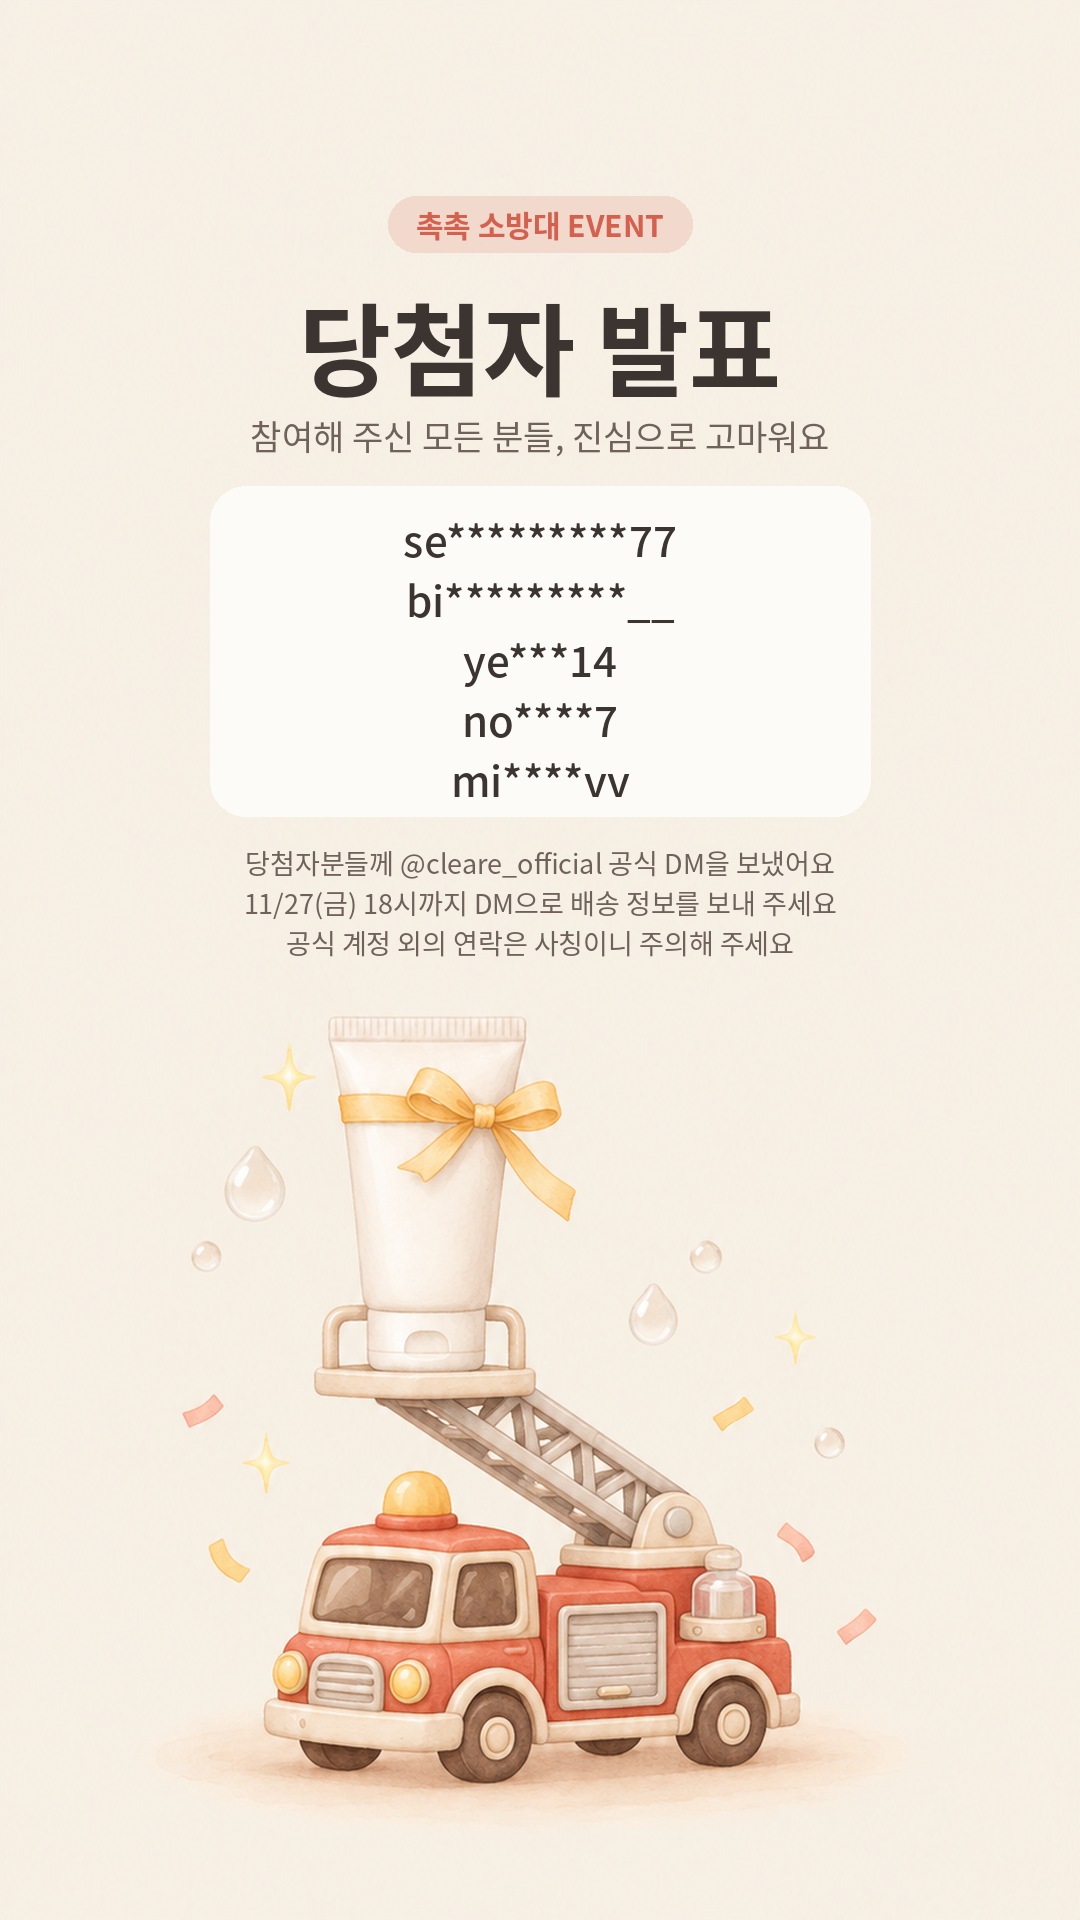 촉촉 소방대 EVENT
당첨자 발표
참여해 주신 모든 분들, 진심으로 고마워요
se*********77
bi*********__
ye***14
no****7
mi****vv
당첨자분들께 @cleare_official 공식 DM을 보냈어요
11/27(금) 18시까지 DM으로 배송 정보를 보내 주세요
공식 계정 외의 연락은 사칭이니 주의해 주세요